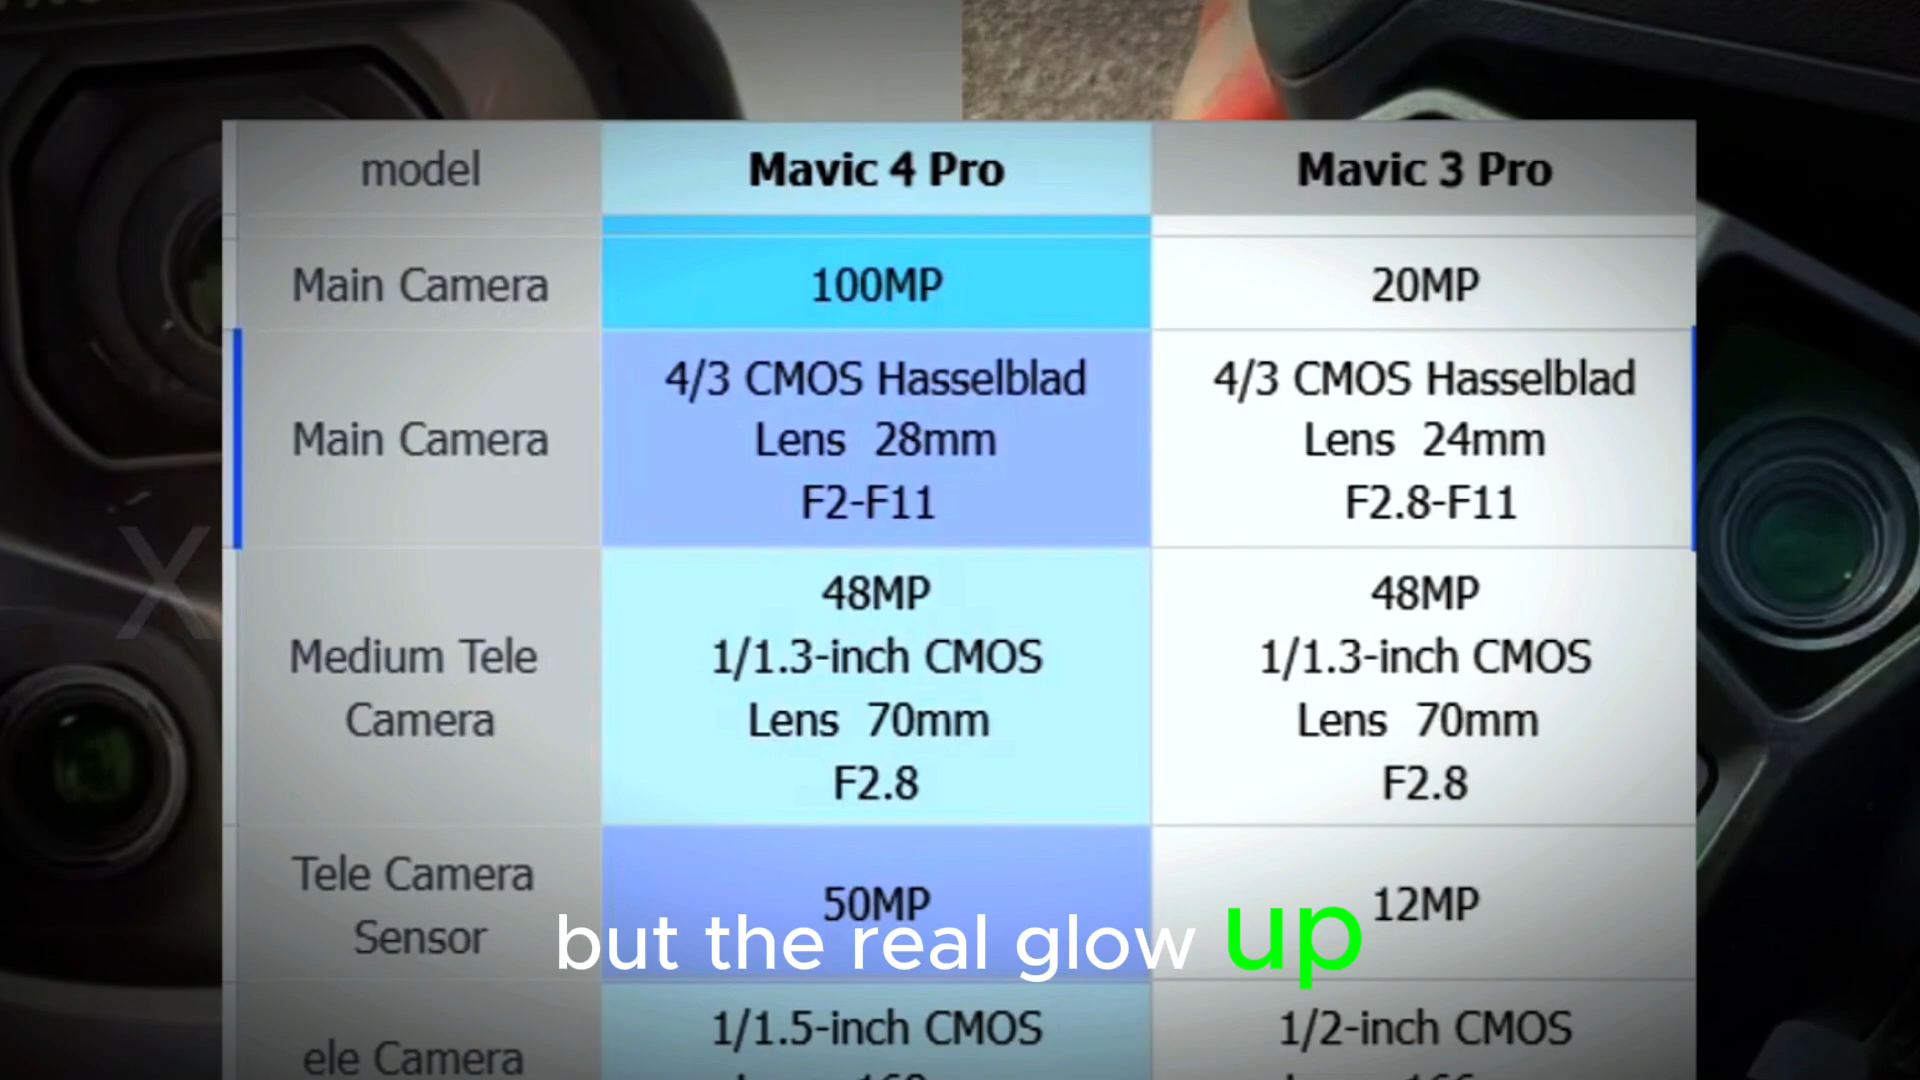 model Mavic 4 Pro Mavic 3 Pro
Main Camera 100MP 20MP
Main Camera
4/3 CMOS Hasselblad
Lens 28mm
F2-F11
4/3 CMOS Hasselblad
Lens 24mm
F2.8-F11
Medium Tele
Camera
48MP
1/1.3-inch CMOS
Lens 70mm
F2.8
48MP
1/1.3-inch CMOS
Lens 70mm
F2.8
Tele Camera
Sensor
50MP
12MP
but the real glow up
ele Camera
1/1.5-inch CMOS
1/2-inch CMOS
X